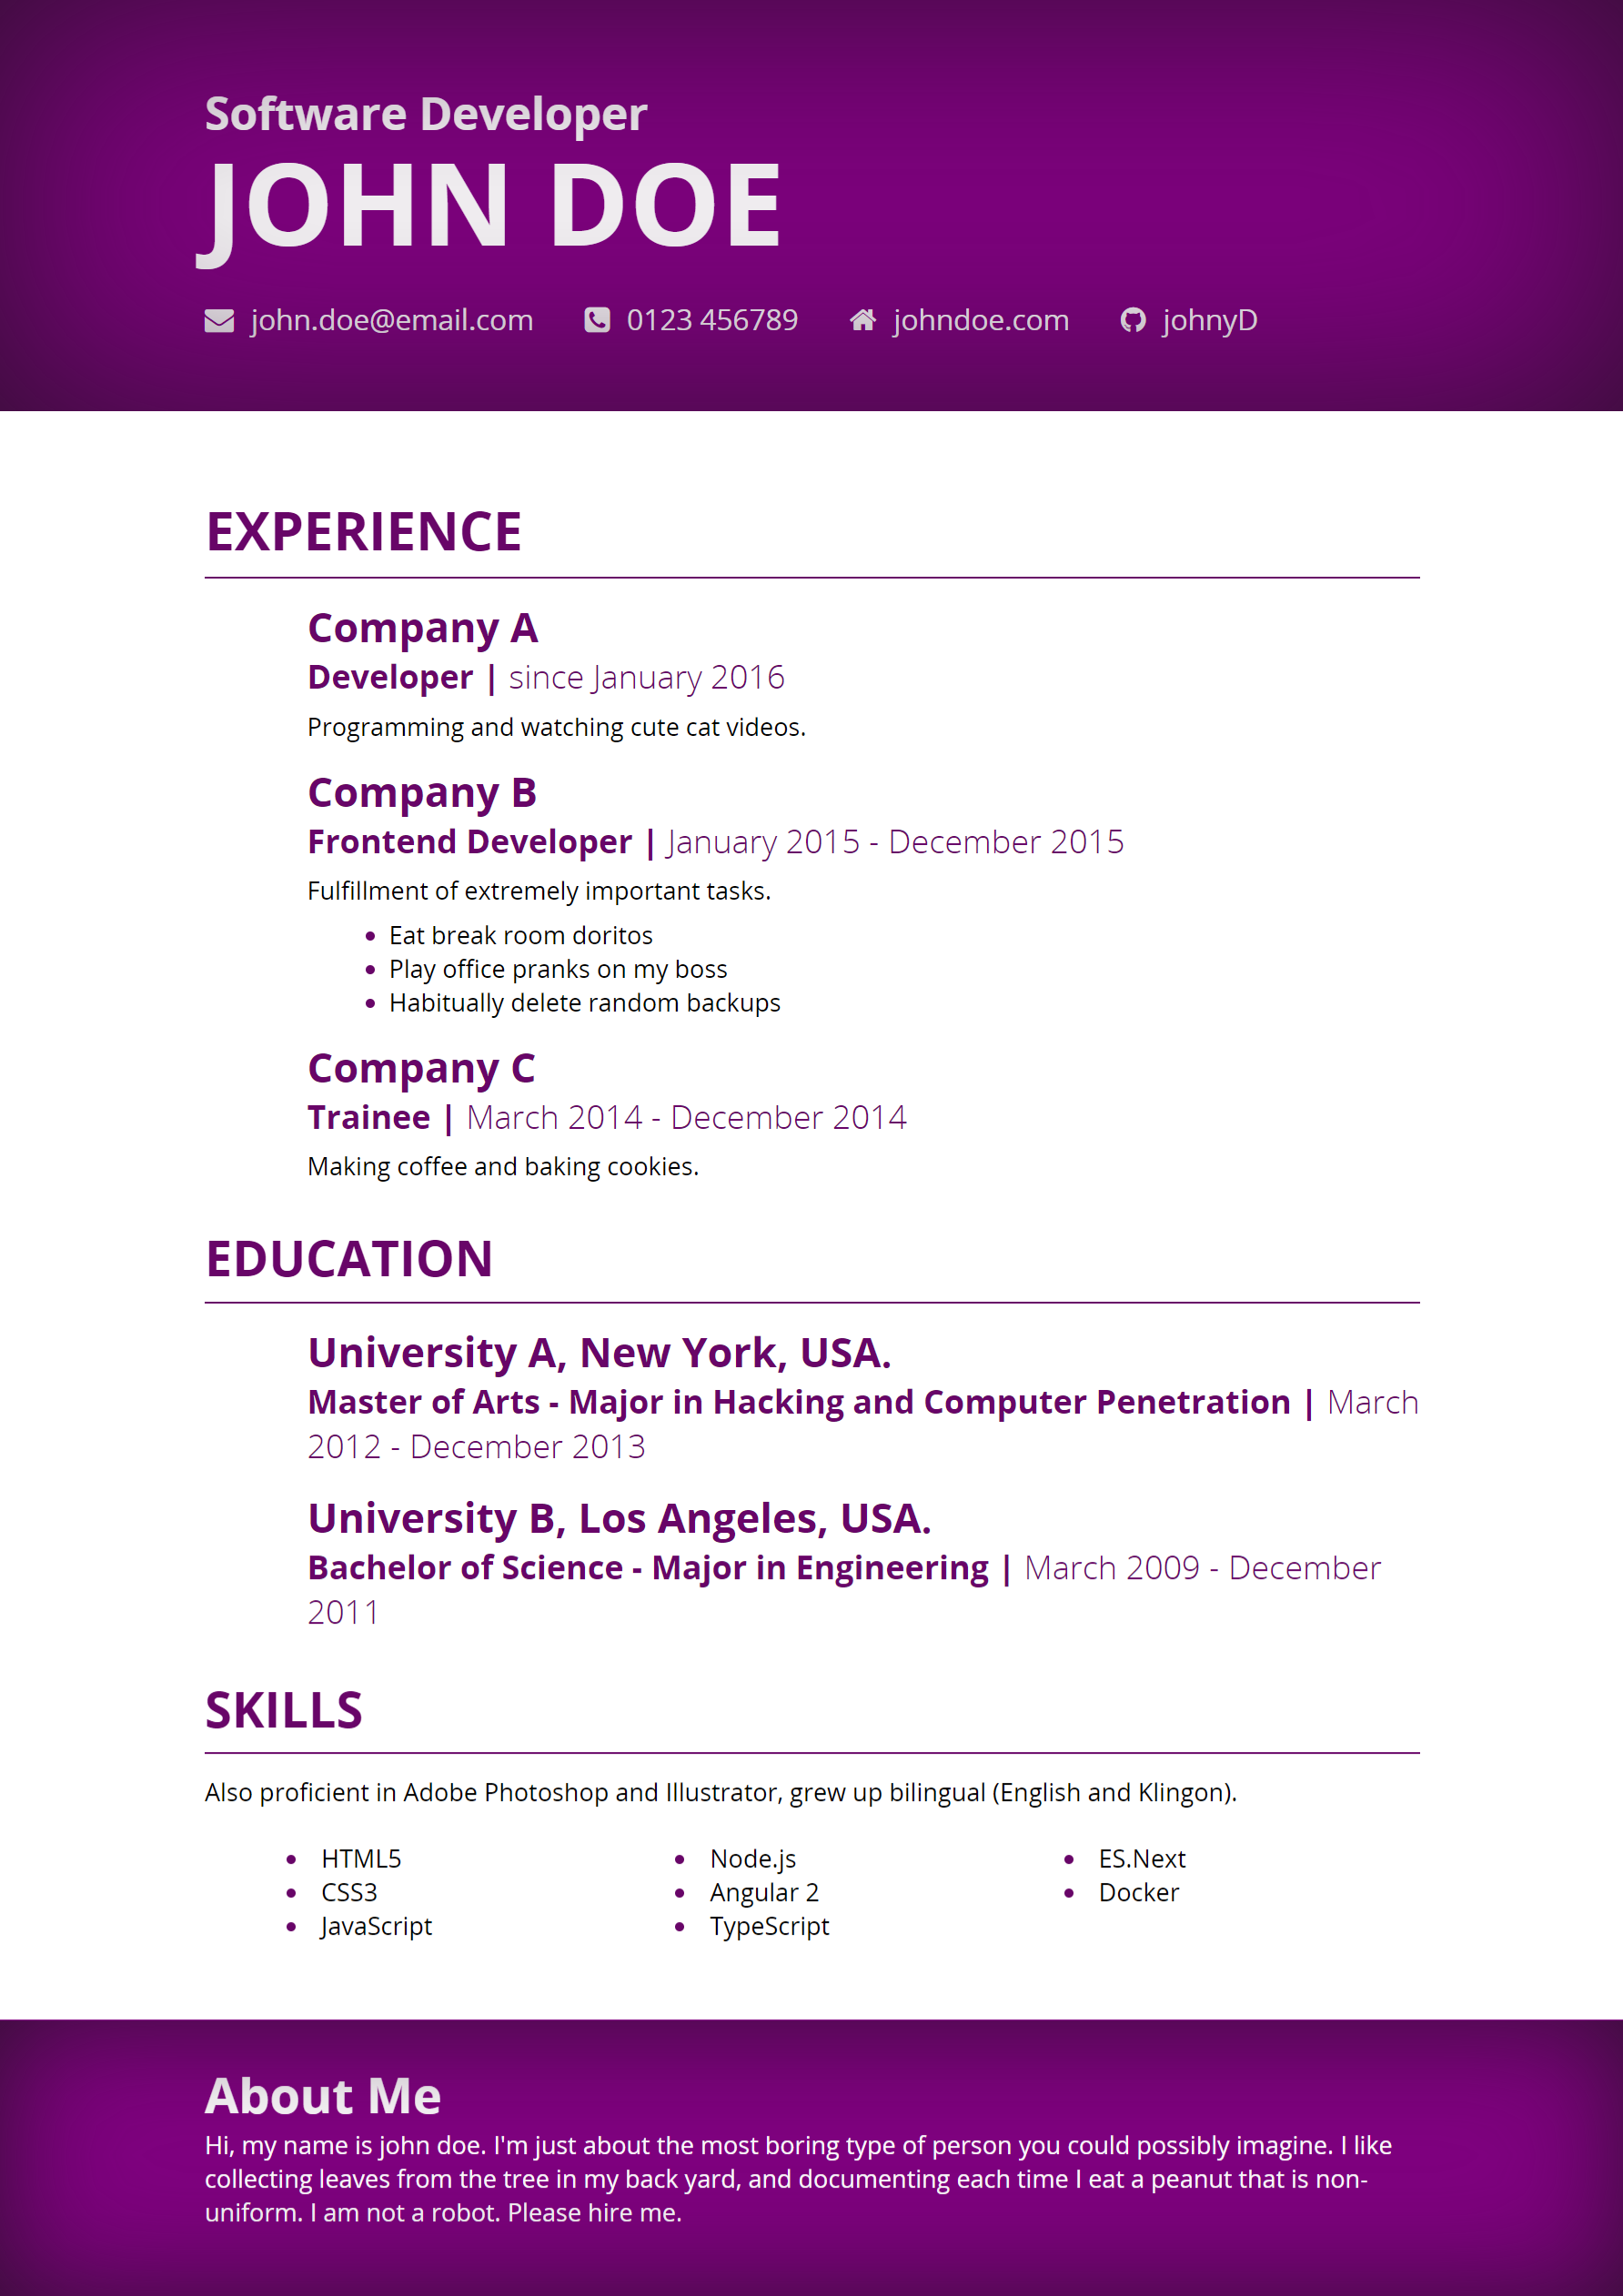 Software Developer
JOHN DOE
john.doe@email.com 0123 456789 johndoe.com johnyD
EXPERIENCE
Company A
Developer | since January 2016
Programming and watching cute cat videos.
Company B
Frontend Developer | January 2015 - December 2015
Fulfillment of extremely important tasks.
• Eat break room doritos
• Play office pranks on my boss
• Habitually delete random backups
Company C
Trainee | March 2014 - December 2014
Making coffee and baking cookies.
EDUCATION
University A, New York, USA.
Master of Arts - Major in Hacking and Computer Penetration | March
2012 - December 2013
University B, Los Angeles, USA.
Bachelor of Science - Major in Engineering | March 2009 - December
2011
SKILLS
Also proficient in Adobe Photoshop and Illustrator, grew up bilingual (English and Klingon).
• HTML5
• CSS3
• JavaScript
• Node.js
• Angular 2
• TypeScript
• ES.Next
• Docker
About Me
Hi, my name is john doe. I'm just about the most boring type of person you could possibly imagine. I like
collecting leaves from the tree in my back yard, and documenting each time I eat a peanut that is non-
uniform. I am not a robot. Please hire me.